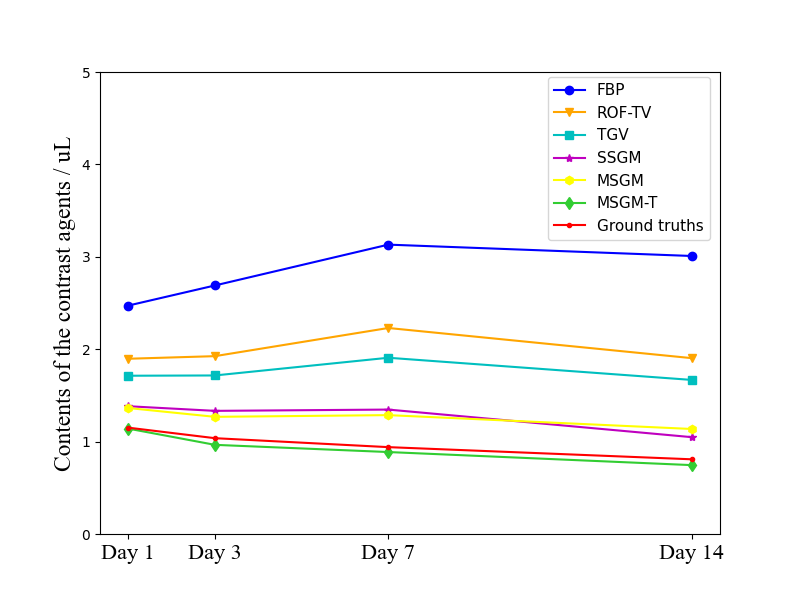 5
4
3
2
1
0
Contents of the contrast agents / uL
FBP
ROF-TV
TGV
SSGM
MSGM
MSGM-T
Ground truths
Day 1
Day 3
Day 7
Day 14